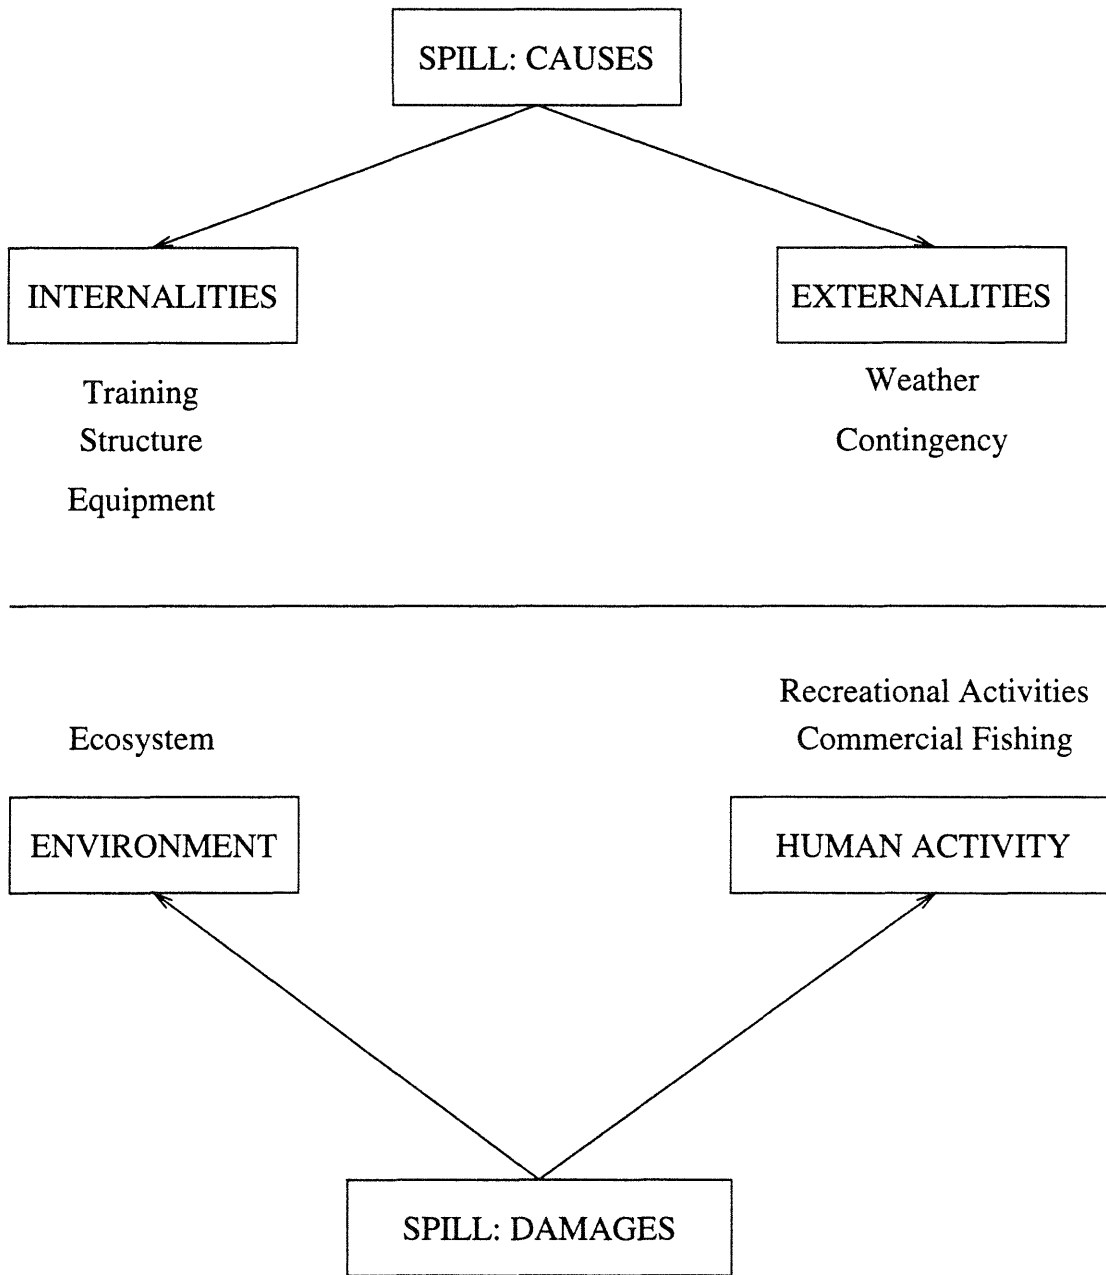 SPILL: CAUSES
INTERNALITIES
EXTERNALITIES
Training
Structure
Equipment
Weather
Contingency
Ecosystem
Recreational Activities
Commercial Fishing
ENVIRONMENT
HUMAN ACTIVITY
SPILL: DAMAGES